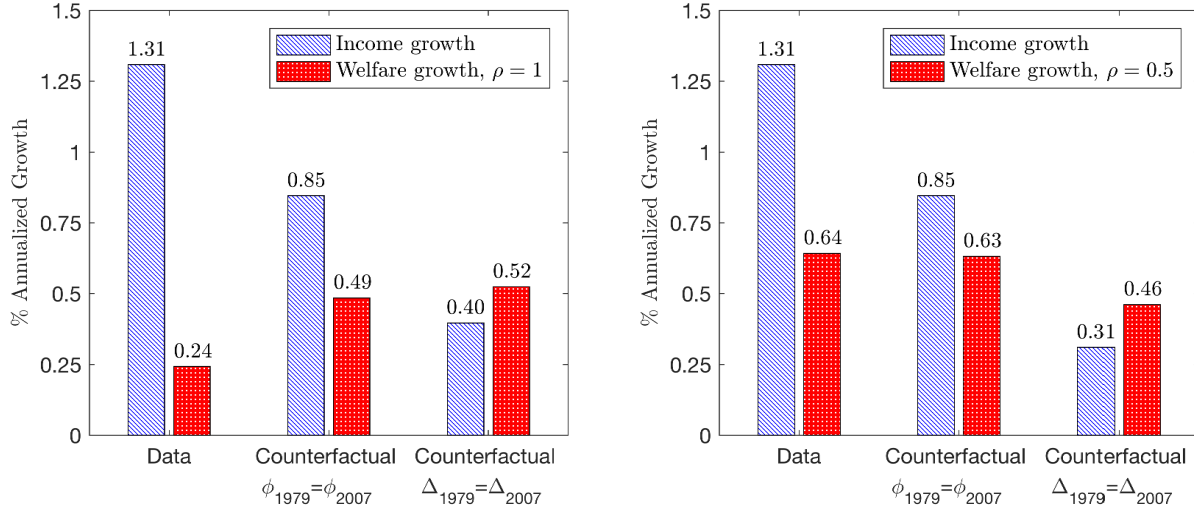 % Annualized Growth
1.5
1.25
1
0.75
0.5
0.25
0
Income growth
Welfare growth, ρ = 1
1.31
0.24
0.85
0.49
0.40
0.52
Data
Counterfactual
ϕ1979=ϕ2007
Counterfactual
Δ1979=Δ2007
% Annualized Growth
1.5
1.25
1
0.75
0.5
0.25
0
Income growth
Welfare growth, ρ = 0.5
1.31
0.64
0.85
0.63
0.31
0.46
Data
Counterfactual
ϕ1979=ϕ2007
Counterfactual
Δ1979=Δ2007